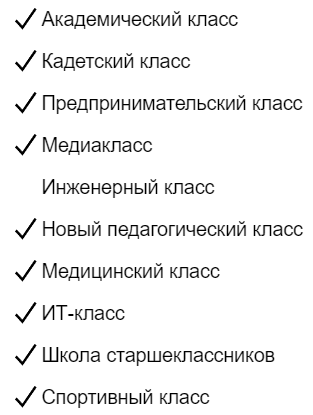 ✓ Академический класс
✓ Кадетский класс
✓ Предпринимательский класс
✓ Медиакласс
Инженерный класс
✓ Новый педагогический класс
✓ Медицинский класс
✓ ИТ-класс
✓ Школа старшеклассников
✓ Спортивный класс